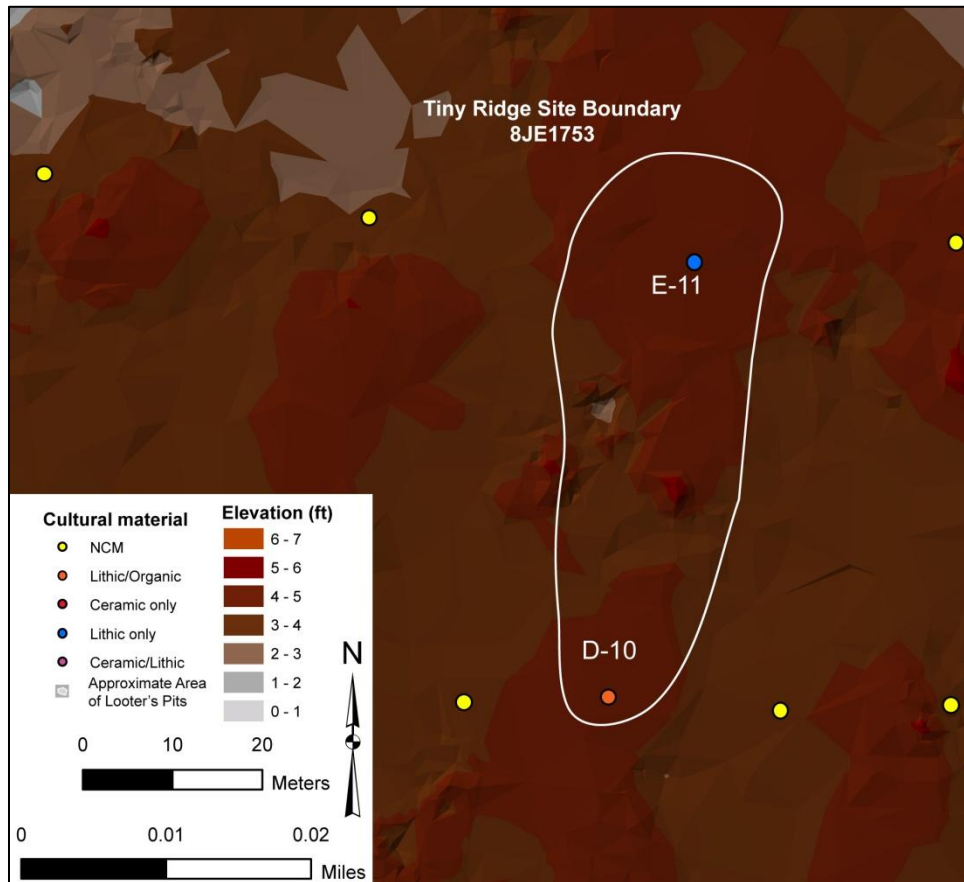 Tiny Ridge Site Boundary
8JE1753
E-11
D-10
Cultural material
NCM
Lithic/Organic
Ceramic only
Lithic only
Ceramic/Lithic
Approximate Area
of Looter's Pits
Elevation (ft)
6 - 7
5 - 6
4 - 5
3 - 4
2 - 3
1 - 2
0 - 1
N
0 10 20
Meters
0 0.01 0.02
Miles